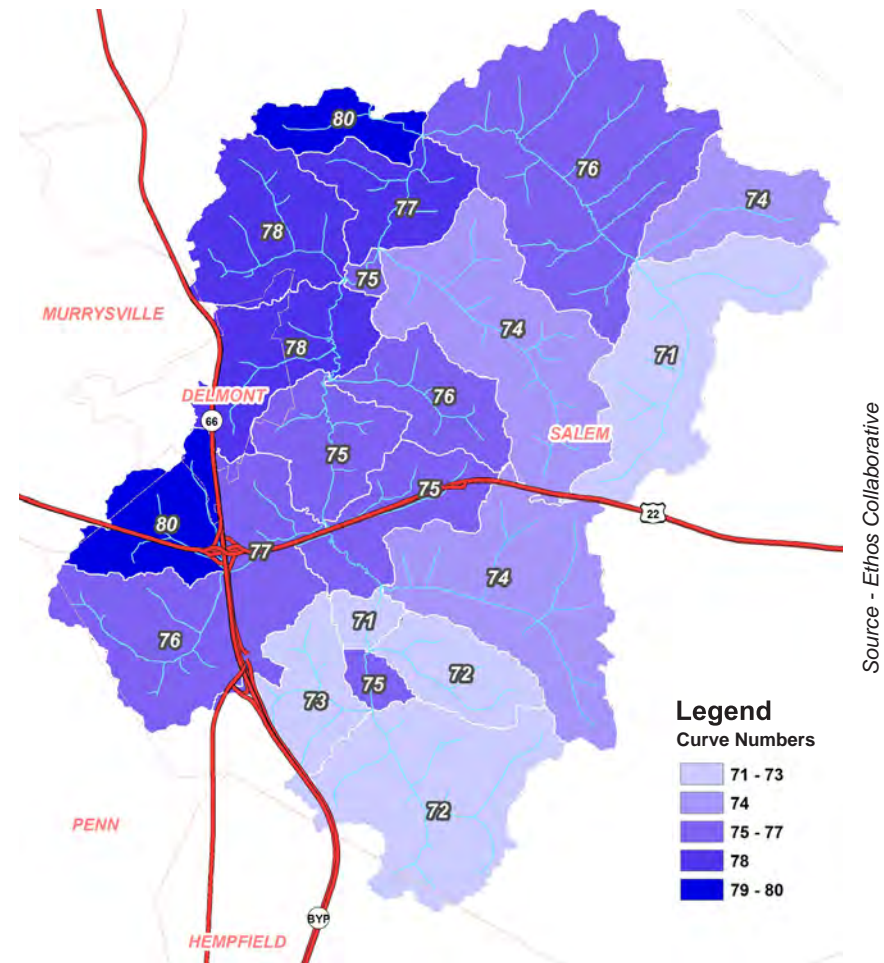 80
76
74
77
78
75
MURRYSVILLE
74
78
71
DELMONT
76
66
SALEM
75
75
22
80
77
74
71
76
72
75
73
72
PENN
BYP
HEMPFIELD
Legend
Curve Numbers
71 - 73
74
75 - 77
78
79 - 80
Source - Ethos Collaborative